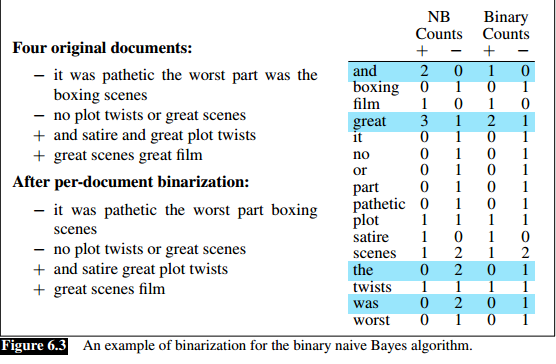 Four original documents:
− it was pathetic the worst part was the
boxing scenes
− no plot twists or great scenes
+ and satire and great plot twists
+ great scenes great film
After per-document binarization:
− it was pathetic the worst part boxing
scenes
− no plot twists or great scenes
+ and satire great plot twists
+ great scenes film
NB Binary
Counts Counts
+ − + −
and 2 0 1 0
boxing 0 1 0 1
film 1 0 1 0
great 3 1 2 1
it 0 1 0 1
no 0 1 0 1
or 0 1 0 1
part 0 1 0 1
pathetic 0 1 0 1
plot 1 1 1 1
satire 1 0 1 0
scenes 1 2 1 2
the 0 2 0 1
twists 1 1 1 1
was 0 2 0 1
worst 0 1 0 1
Figure 6.3 An example of binarization for the binary naive Bayes algorithm.